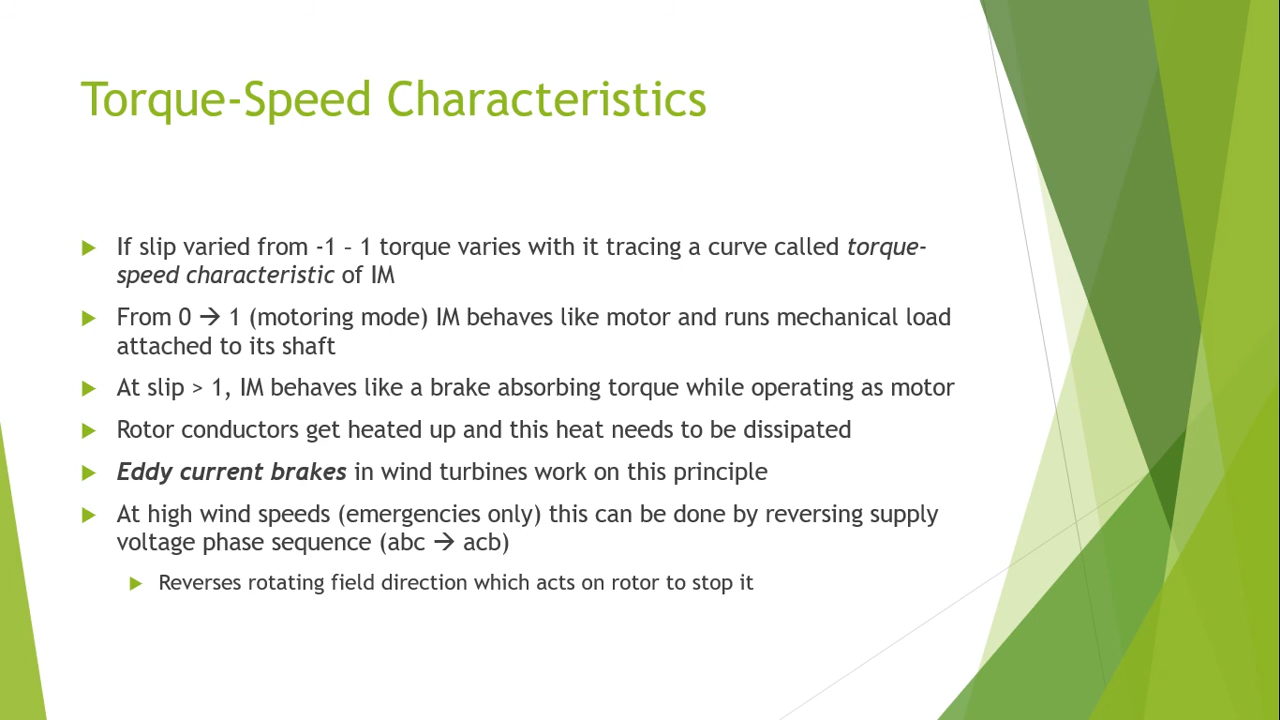 Torque-Speed Characteristics
If slip varied from -1 – 1 torque varies with it tracing a curve called torque-
speed characteristic of IM
From 0 → 1 (motoring mode) IM behaves like motor and runs mechanical load
attached to its shaft
At slip > 1, IM behaves like a brake absorbing torque while operating as motor
Rotor conductors get heated up and this heat needs to be dissipated
Eddy current brakes in wind turbines work on this principle
At high wind speeds (emergencies only) this can be done by reversing supply
voltage phase sequence (abc → acb)
Reverses rotating field direction which acts on rotor to stop it